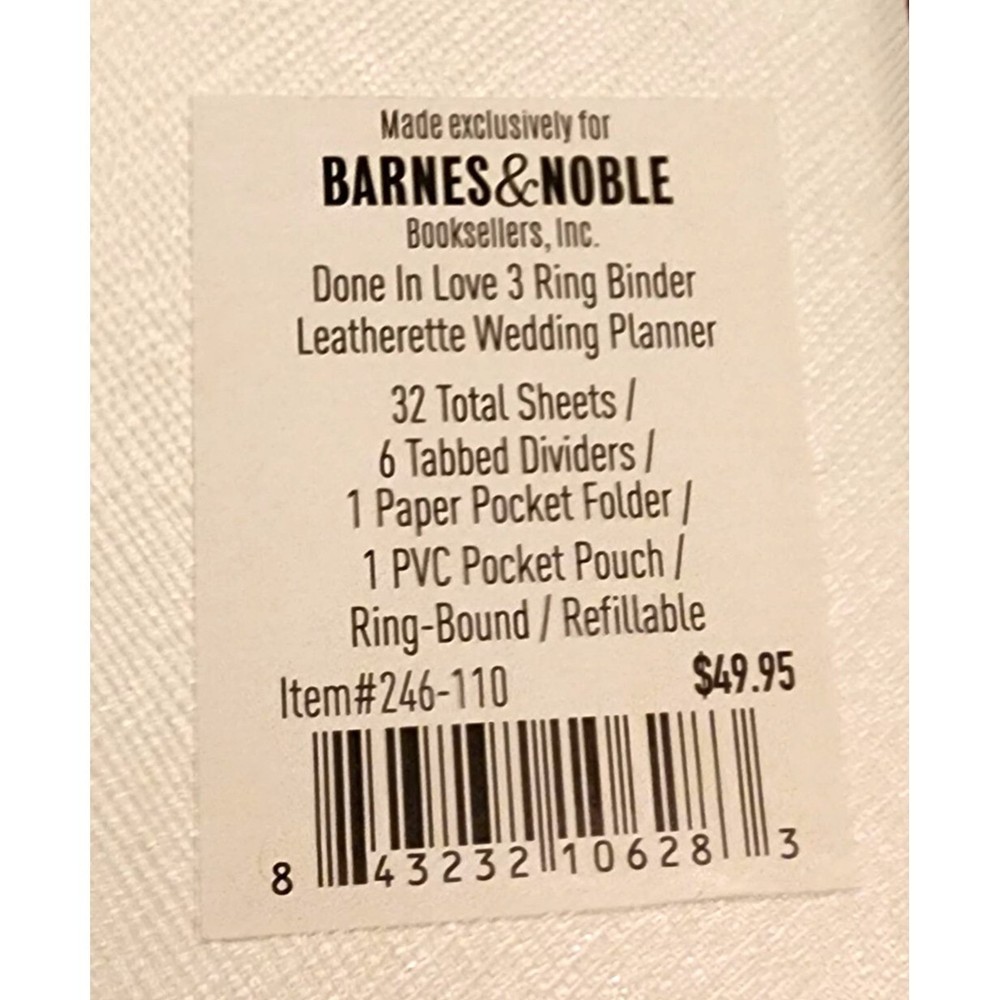 Made exclusively for
BARNES&NOBLE
Booksellers, Inc.
Done In Love 3 Ring Binder
Leatherette Wedding Planner
32 Total Sheets /
6 Tabbed Dividers /
1 Paper Pocket Folder /
1 PVC Pocket Pouch /
Ring-Bound / Refillable
Item#246-110 $49.95
8 43232 10628 3